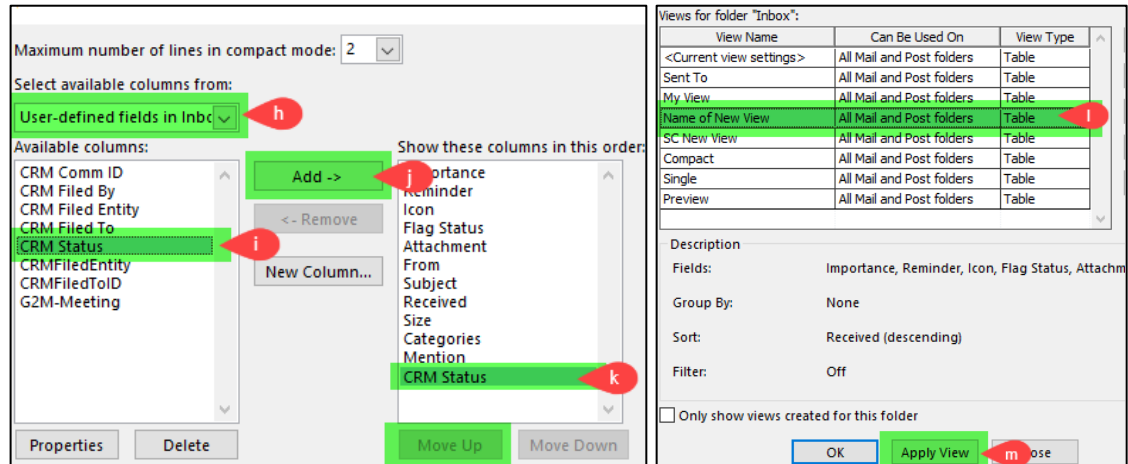 Maximum number of lines in compact mode: 2
Select available columns from:
User-defined fields in Inbc
h
Available columns:
CRM Comm ID
CRM Filed By
CRM Filed Entity
CRM Filed To
CRM Status
i
CRMFiledEntity
CRMFiledToID
G2M-Meeting
Add ->
j
<- Remove
New Column...
Show these columns in this order:
portance
Reminder
Icon
Flag Status
Attachment
From
Subject
Received
Size
Categories
Mention
CRM Status
k
Properties Delete
Move Up Move Down
Views for folder "Inbox":
View Name Can Be Used On View Type
<Current view settings> All Mail and Post folders Table
Sent To All Mail and Post folders Table
My View All Mail and Post folders Table
Name of New View All Mail and Post folders Table
l
SC New View All Mail and Post folders Table
Compact All Mail and Post folders Table
Single All Mail and Post folders Table
Preview All Mail and Post folders Table
Description
Fields: Importance, Reminder, Icon, Flag Status, Attachm
Group By: None
Sort: Received (descending)
Filter: Off
Only show views created for this folder
OK Apply View m ose